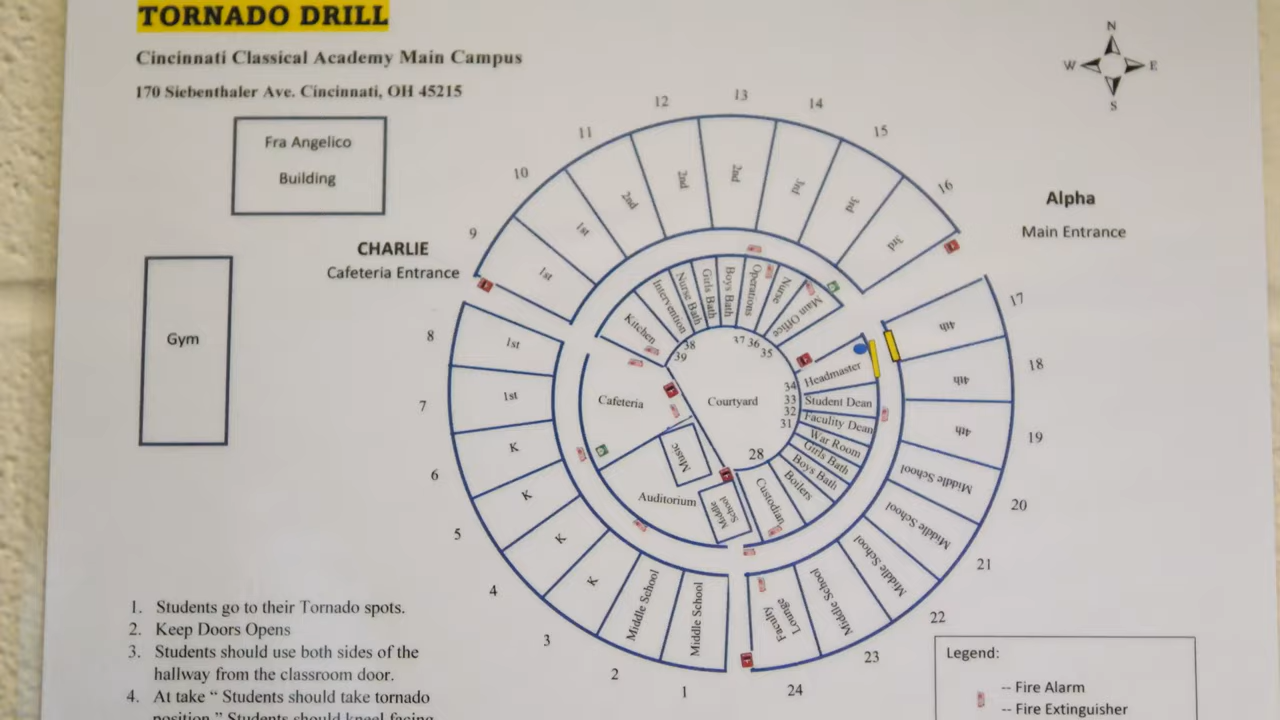 TORNADO DRILL
Cincinnati Classical Academy Main Campus
170 Siebenthaler Ave. Cincinnati, OH 45215
N
W
E
S
Fra Angelico
Building
Gym
CHARLIE
Cafeteria Entrance
Alpha
Main Entrance
9
10
11
12
13
14
15
16
1st
1st
2nd
2nd
2nd
3rd
3rd
3rd
17
18
19
20
21
22
23
24
4th
4th
4th
Middle School
Middle School
Middle School
Middle School
Faculty
Lounge
8
7
6
5
4
3
2
1
1st
1st
K
K
K
K
Middle School
Middle School
Kitchen
Intervention
Nurse Bath
Girls Bath
Boys Bath
Operations
Nurse
Main Office
39
38
37
36
35
Headmaster
Student Dean
Faculity Dean
War Room
Girls Bath
Boys Bath
Boilers
Custodian
34
33
32
31
28
Courtyard
Cafeteria
Music
Auditorium
Middle
School
1. Students go to their Tornado spots.
2. Keep Doors Opens
3. Students should use both sides of the
hallway from the classroom door.
4. At take “ Students should take tornado
position ” Students should kneel facing
Legend:
-- Fire Alarm
-- Fire Extinguisher